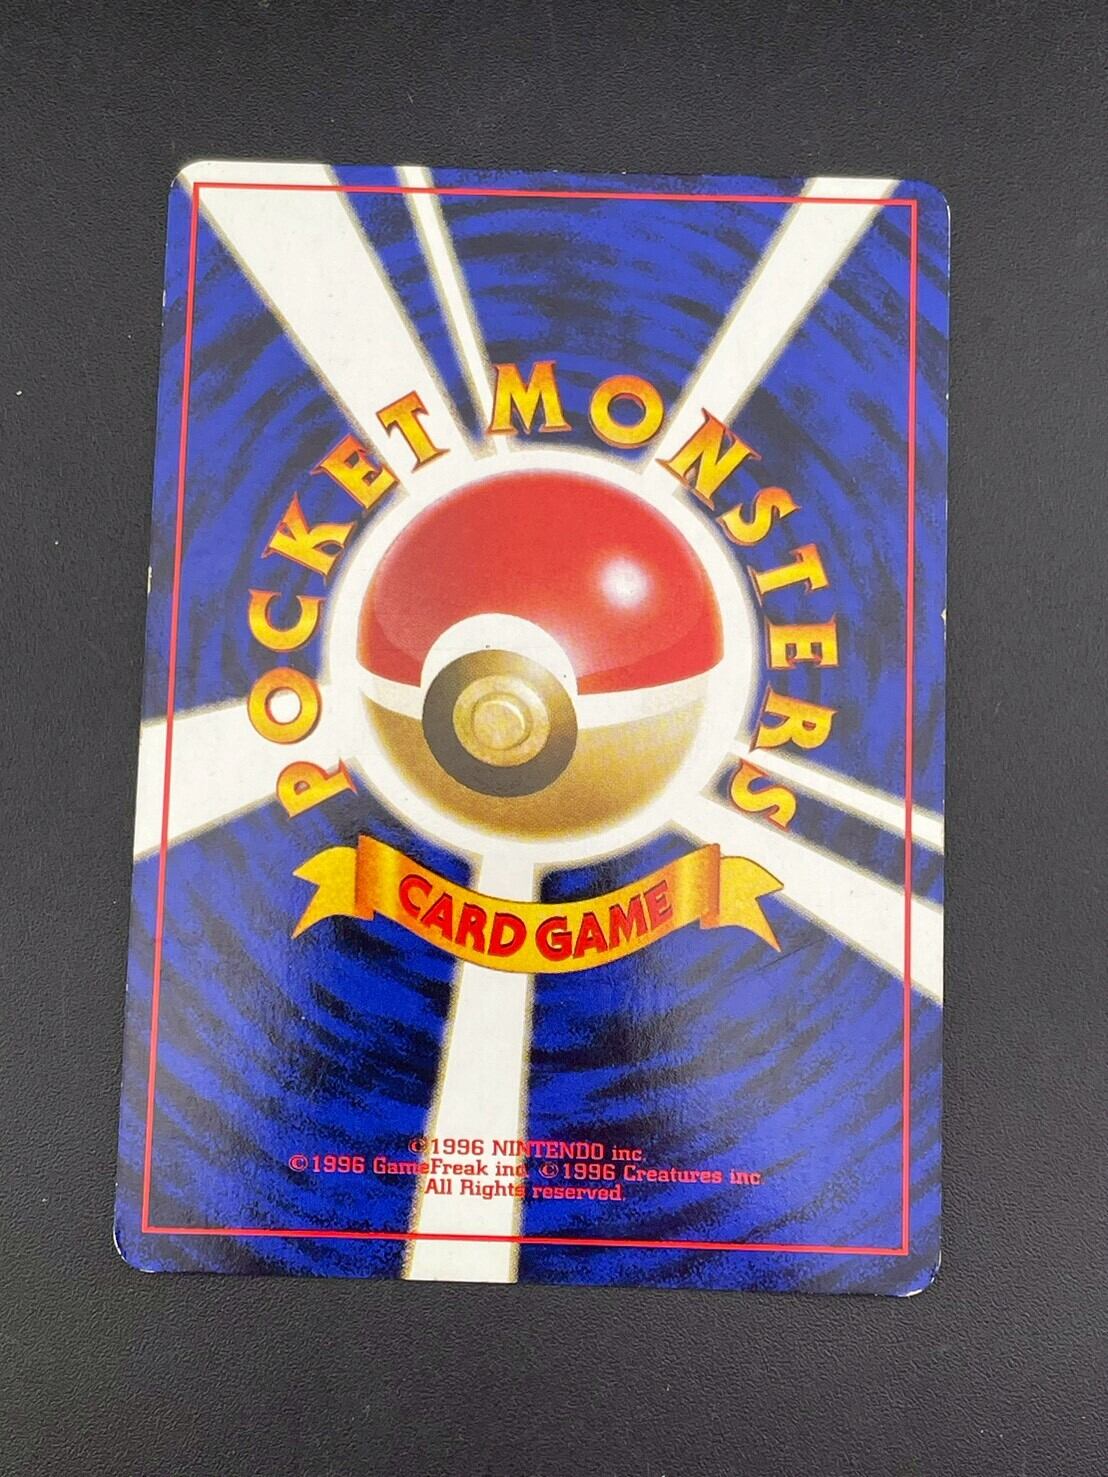 POCKET MONSTERS
CARD GAME
©1996 NINTENDO inc.
©1996 GameFreak inc. ©1996 Creatures inc
All Rights reserved.